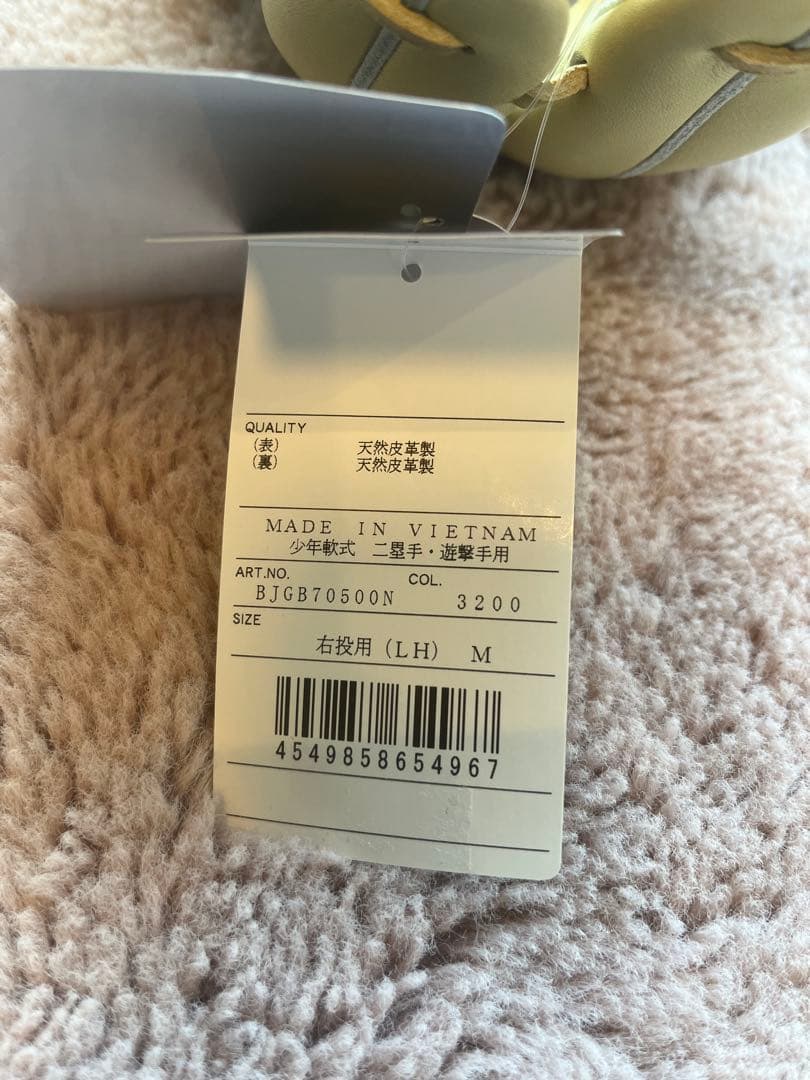 QUALITY
(表) 天然皮革製
(裏) 天然皮革製
MADE IN VIETNAM
少年軟式 二塁手・遊撃手用
ART.NO. COL.
BJGB70500N 3200
SIZE
右投用(LH) M
4549858654967